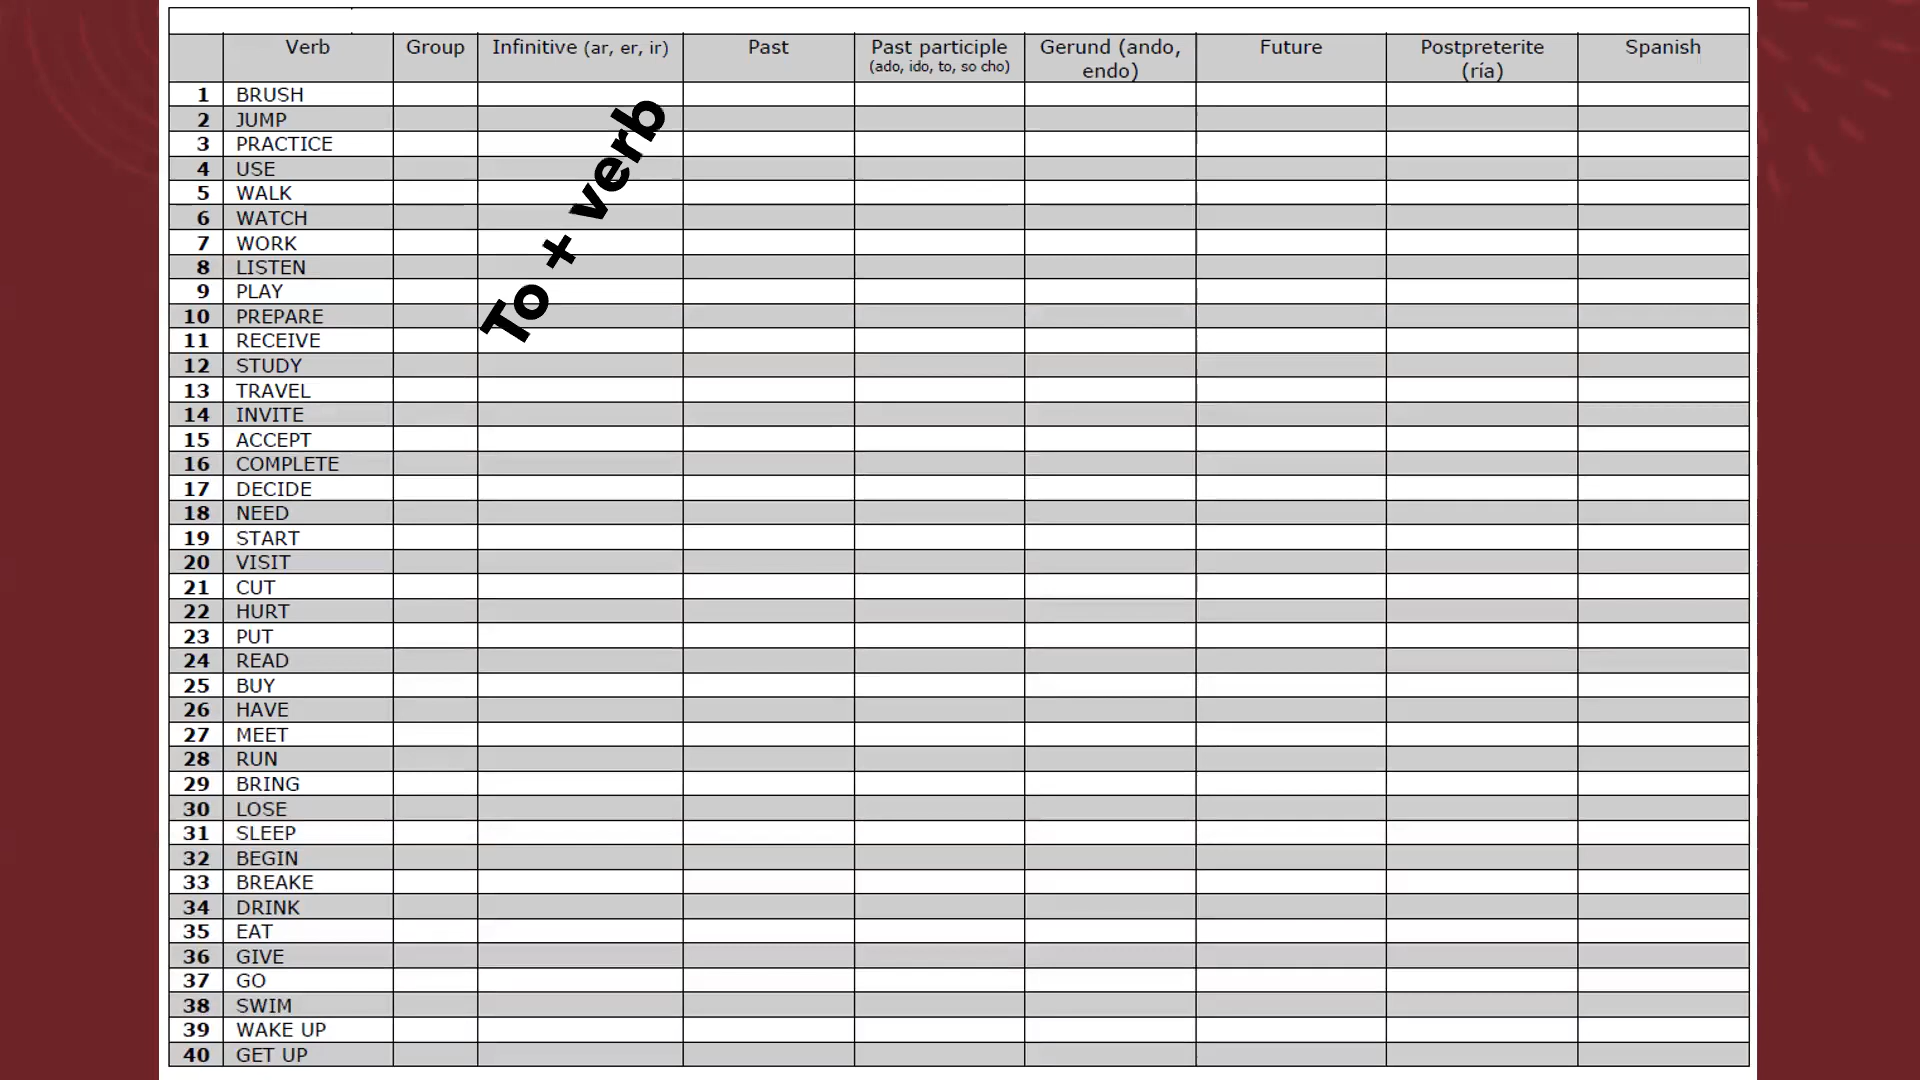 Verb Group Infinitive (ar, er, ir) Past Past participle (ado, ido, to, so cho) Gerund (ando, endo) Future Postpreterite (ría) Spanish
1 BRUSH
2 JUMP
3 PRACTICE
4 USE
5 WALK
6 WATCH
7 WORK
8 LISTEN
9 PLAY
10 PREPARE
11 RECEIVE
12 STUDY
13 TRAVEL
14 INVITE
15 ACCEPT
16 COMPLETE
17 DECIDE
18 NEED
19 START
20 VISIT
21 CUT
22 HURT
23 PUT
24 READ
25 BUY
26 HAVE
27 MEET
28 RUN
29 BRING
30 LOSE
31 SLEEP
32 BEGIN
33 BREAKE
34 DRINK
35 EAT
36 GIVE
37 GO
38 SWIM
39 WAKE UP
40 GET UP
To + verb